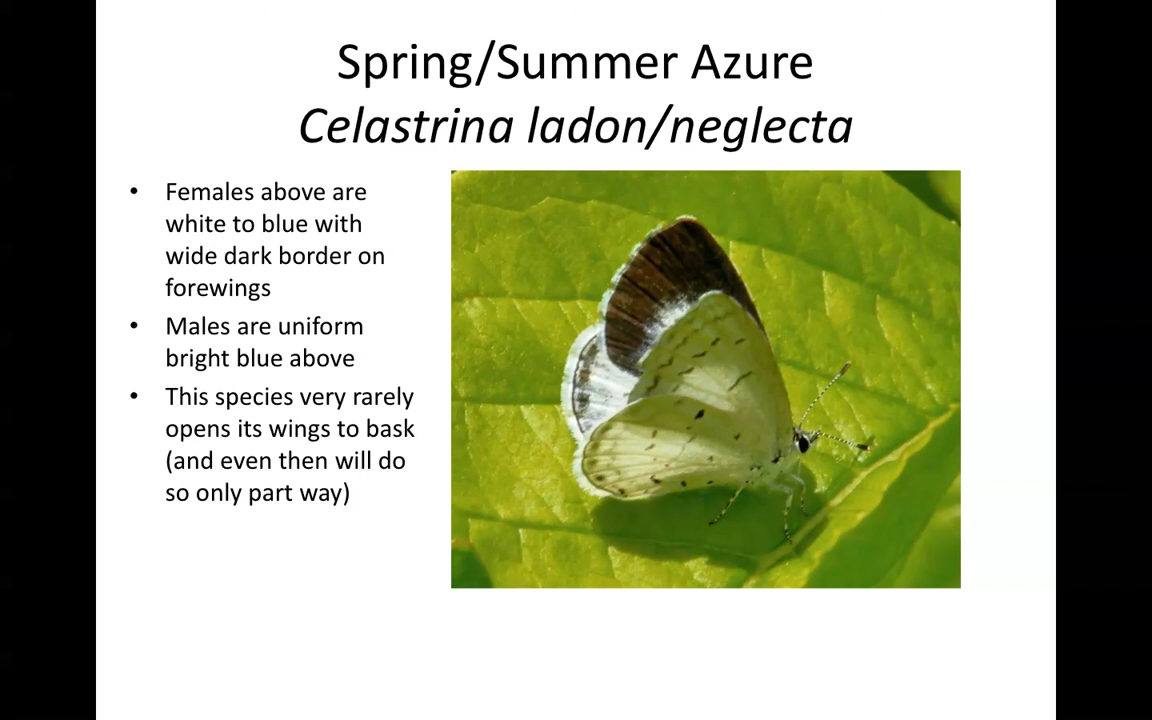 Spring/Summer Azure
Celastrina ladon/neglecta
• Females above are
white to blue with
wide dark border on
forewings
• Males are uniform
bright blue above
• This species very rarely
opens its wings to bask
(and even then will do
so only part way)